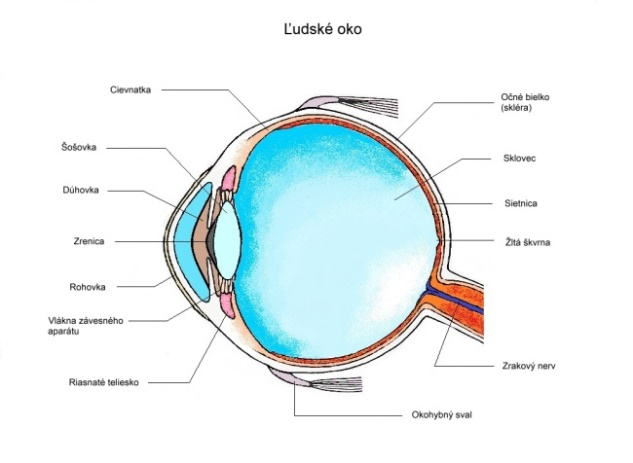 Ľudské oko
Cievnatka
Šošovka
Dúhovka
Zrenica
Rohovka
Vlákna závesného
aparátu
Riasnaté teliesko
Očné bielko
(skléra)
Sklovec
Sietnica
Žltá škvrna
Zrakový nerv
Okohybný sval